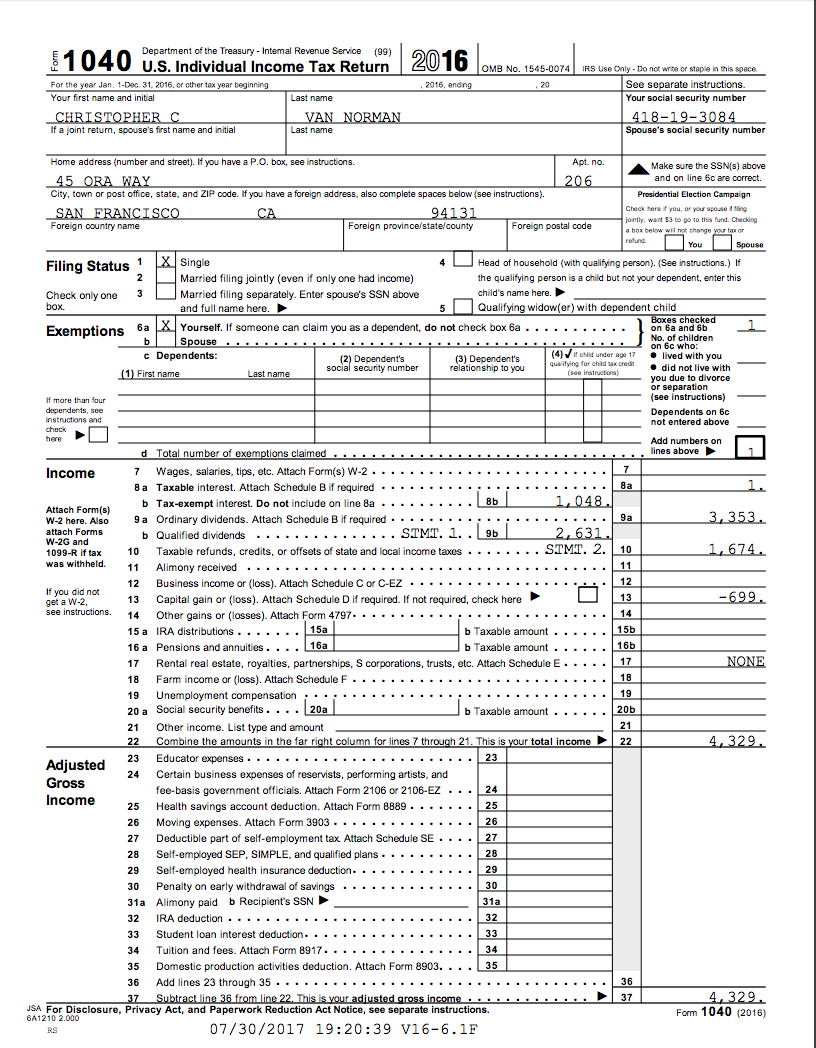 Form 1040 Department of the Treasury - Internal Revenue Service (99) U.S. Individual Income Tax Return 2016 OMB No. 1545-0074 IRS Use Only - Do not write or staple in this space.
For the year Jan. 1-Dec. 31, 2016, or other tax year beginning , 2016, ending , 20 See separate instructions.
Your first name and initial Last name Your social security number
CHRISTOPHER C VAN NORMAN 418-19-3084
If a joint return, spouse's first name and initial Last name Spouse's social security number
Home address (number and street). If you have a P.O. box, see instructions. Apt. no. Make sure the SSN(s) above and on line 6c are correct.
45 ORA WAY 206
City, town or post office, state, and ZIP code. If you have a foreign address, also complete spaces below (see instructions). Presidential Election Campaign
SAN FRANCISCO CA 94131
Foreign country name Foreign province/state/county Foreign postal code
Check here if you, or your spouse if filing
jointly, want $3 to go to this fund. Checking
a box below will not change your tax or
refund. You Spouse
Filing Status 1 X Single 4 Head of household (with qualifying person). (See instructions.) If
2 Married filing jointly (even if only one had income) the qualifying person is a child but not your dependent, enter this
Check only one box. 3 Married filing separately. Enter spouse's SSN above child's name here. ▶
and full name here. ▶ 5 Qualifying widow(er) with dependent child
Exemptions 6a X Yourself. If someone can claim you as a dependent, do not check box 6a } Boxes checked on 6a and 6b 1
b Spouse
c Dependents: (2) Dependent's social security number (3) Dependent's relationship to you (4) ✓ if child under age 17 qualifying for child tax credit (see instructions)
(1) First name Last name
No. of children on 6c who:
● lived with you
● did not live with you due to divorce or separation (see instructions)
If more than four dependents, see instructions and check here ▶
Dependents on 6c not entered above
d Total number of exemptions claimed Add numbers on lines above ▶ 1
Income 7 Wages, salaries, tips, etc. Attach Form(s) W-2 7
8a Taxable interest. Attach Schedule B if required 8a 1.
b Tax-exempt interest. Do not include on line 8a 8b 1,048.
Attach Form(s) W-2 here. Also attach Forms W-2G and 1099-R if tax was withheld.
9a Ordinary dividends. Attach Schedule B if required 9a 3,353.
b Qualified dividends STMT. 1. 9b 2,631.
10 Taxable refunds, credits, or offsets of state and local income taxes STMT. 2. 10 1,674.
11 Alimony received 11
12 Business income or (loss). Attach Schedule C or C-EZ 12
If you did not get a W-2, see instructions.
13 Capital gain or (loss). Attach Schedule D if required. If not required, check here ▶ 13 -699.
14 Other gains or (losses). Attach Form 4797 14
15a IRA distributions 15a b Taxable amount 15b
16a Pensions and annuities 16a b Taxable amount 16b
17 Rental real estate, royalties, partnerships, S corporations, trusts, etc. Attach Schedule E 17 NONE
18 Farm income or (loss). Attach Schedule F 18
19 Unemployment compensation 19
20a Social security benefits 20a b Taxable amount 20b
21 Other income. List type and amount 21
22 Combine the amounts in the far right column for lines 7 through 21. This is your total income ▶ 22 4,329.
Adjusted Gross Income 23 Educator expenses 23
24 Certain business expenses of reservists, performing artists, and
fee-basis government officials. Attach Form 2106 or 2106-EZ 24
25 Health savings account deduction. Attach Form 8889 25
26 Moving expenses. Attach Form 3903 26
27 Deductible part of self-employment tax. Attach Schedule SE 27
28 Self-employed SEP, SIMPLE, and qualified plans 28
29 Self-employed health insurance deduction 29
30 Penalty on early withdrawal of savings 30
31a Alimony paid b Recipient's SSN ▶ 31a
32 IRA deduction 32
33 Student loan interest deduction 33
34 Tuition and fees. Attach Form 8917 34
35 Domestic production activities deduction. Attach Form 8903 35
36 Add lines 23 through 35 36
37 Subtract line 36 from line 22. This is your adjusted gross income ▶ 37 4,329.
JSA For Disclosure, Privacy Act, and Paperwork Reduction Act Notice, see separate instructions. Form 1040 (2016)
6A1210 2.000
RS 07/30/2017 19:20:39 V16-6.1F